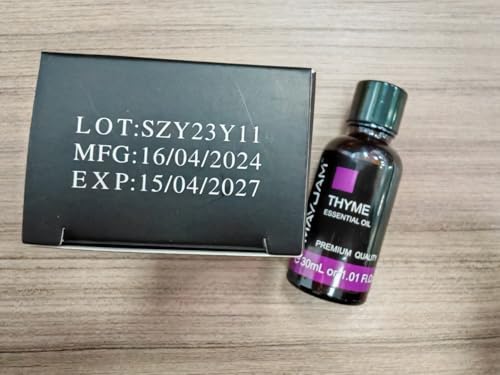 LOT:SZY23Y11
MFG:16/04/2024
EXP:15/04/2027
MAYJAM
THYME
ESSENTIAL OIL
PREMIUM QUALITY
30mL or 1.01 FL.